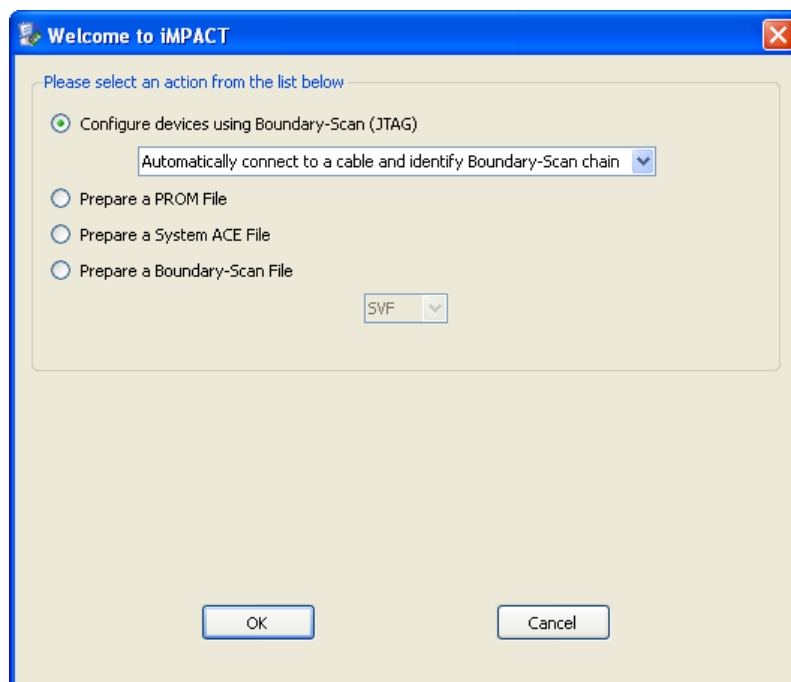 Welcome to iMPACT
Please select an action from the list below
Configure devices using Boundary-Scan (JTAG)
Automatically connect to a cable and identify Boundary-Scan chain
Prepare a PROM File
Prepare a System ACE File
Prepare a Boundary-Scan File
SVF
OK
Cancel